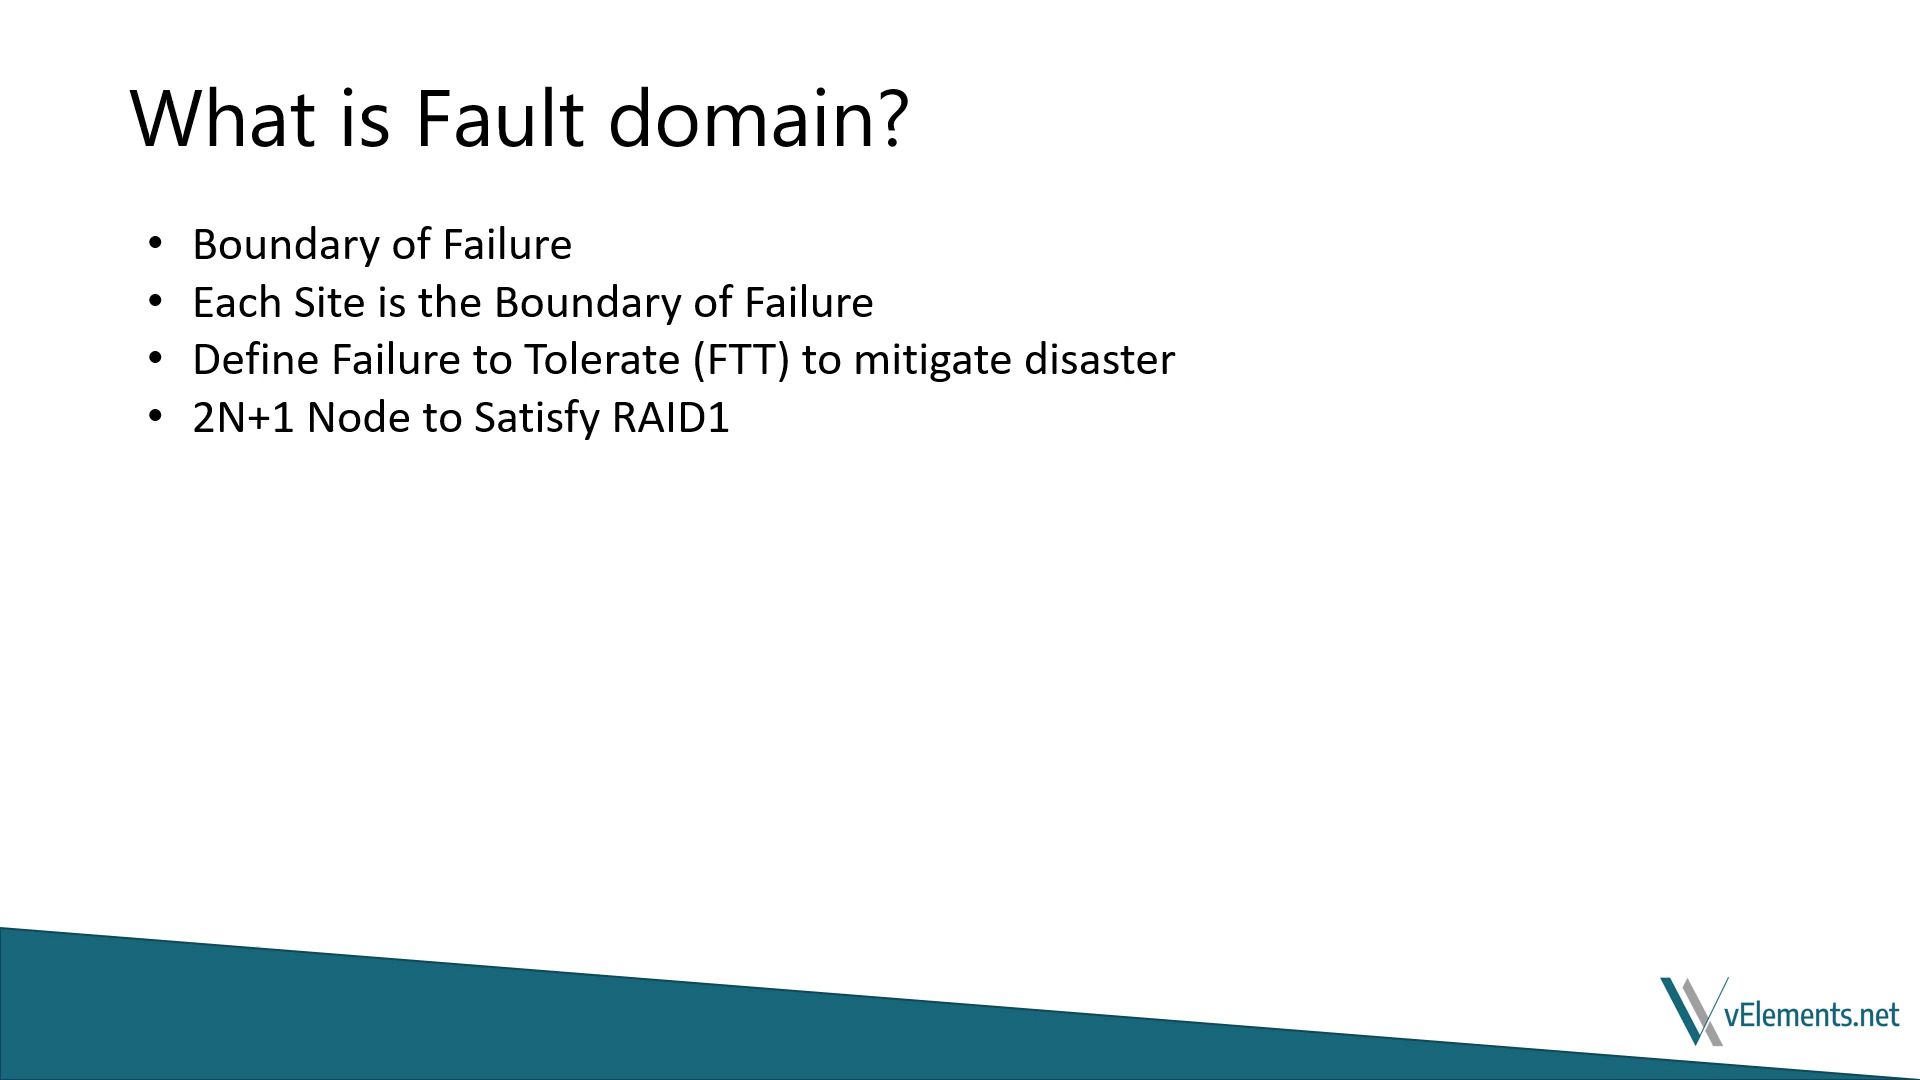 What is Fault domain?
• Boundary of Failure
• Each Site is the Boundary of Failure
• Define Failure to Tolerate (FTT) to mitigate disaster
• 2N+1 Node to Satisfy RAID1
vElements.net